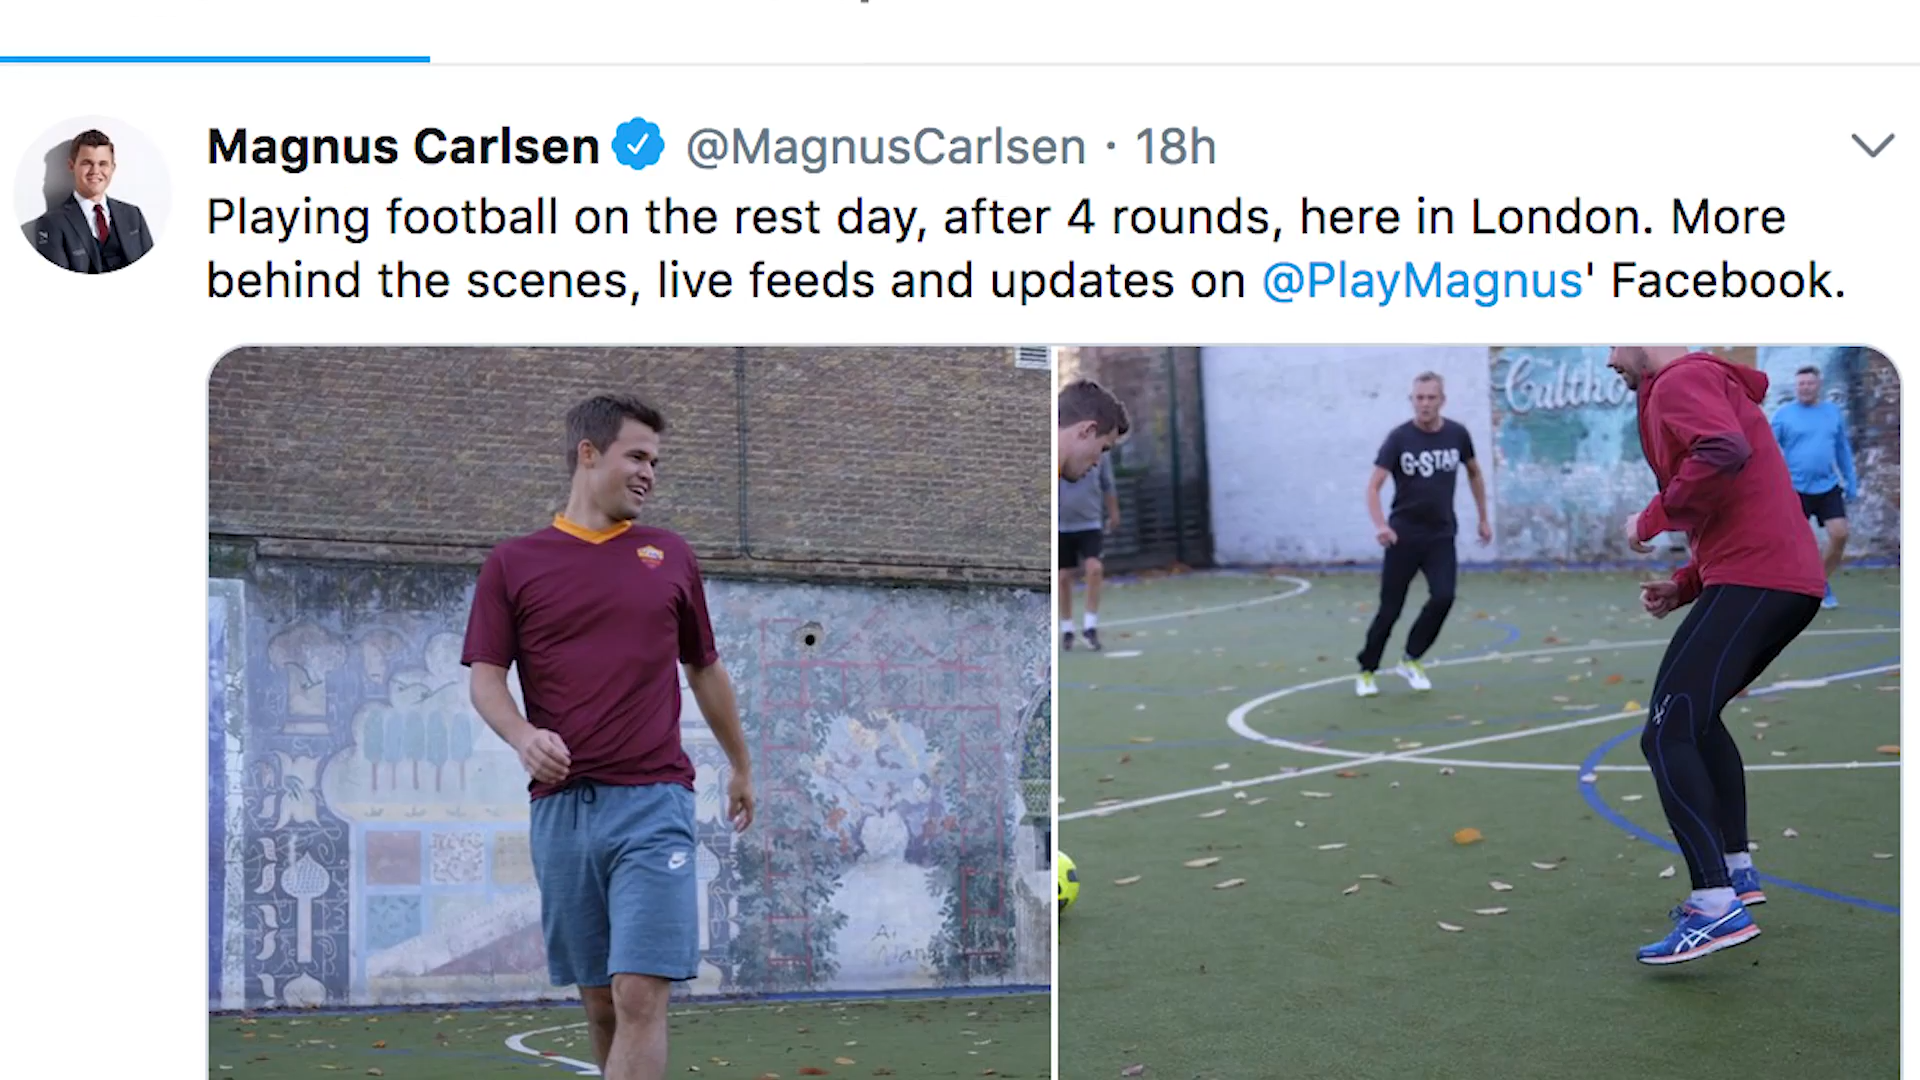 Magnus Carlsen @MagnusCarlsen · 18h
Playing football on the rest day, after 4 rounds, here in London. More
behind the scenes, live feeds and updates on @PlayMagnus' Facebook.
G-STAR